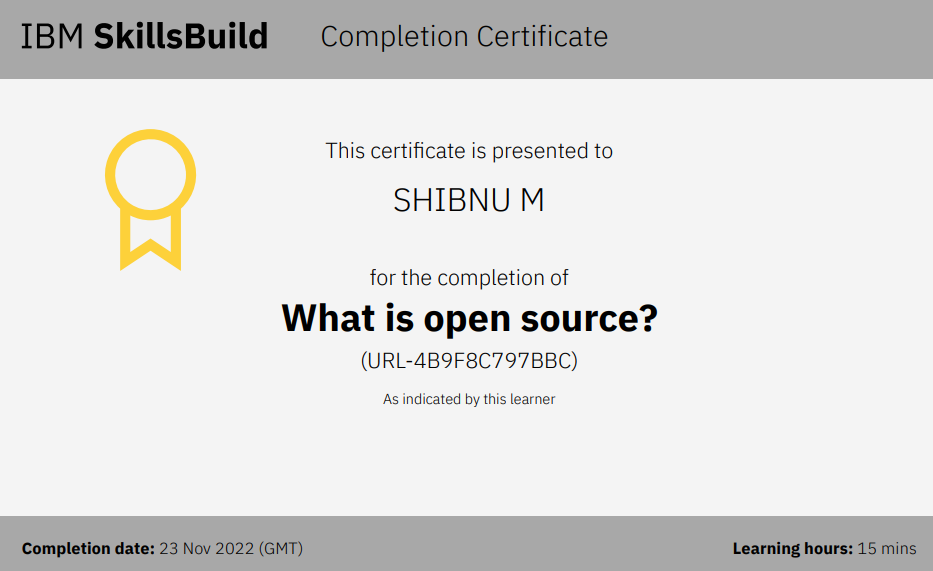 IBM SkillsBuild Completion Certificate
This certificate is presented to
SHIBNU M
for the completion of
What is open source?
(URL-4B9F8C797BBC)
As indicated by this learner
Completion date: 23 Nov 2022 (GMT) Learning hours: 15 mins